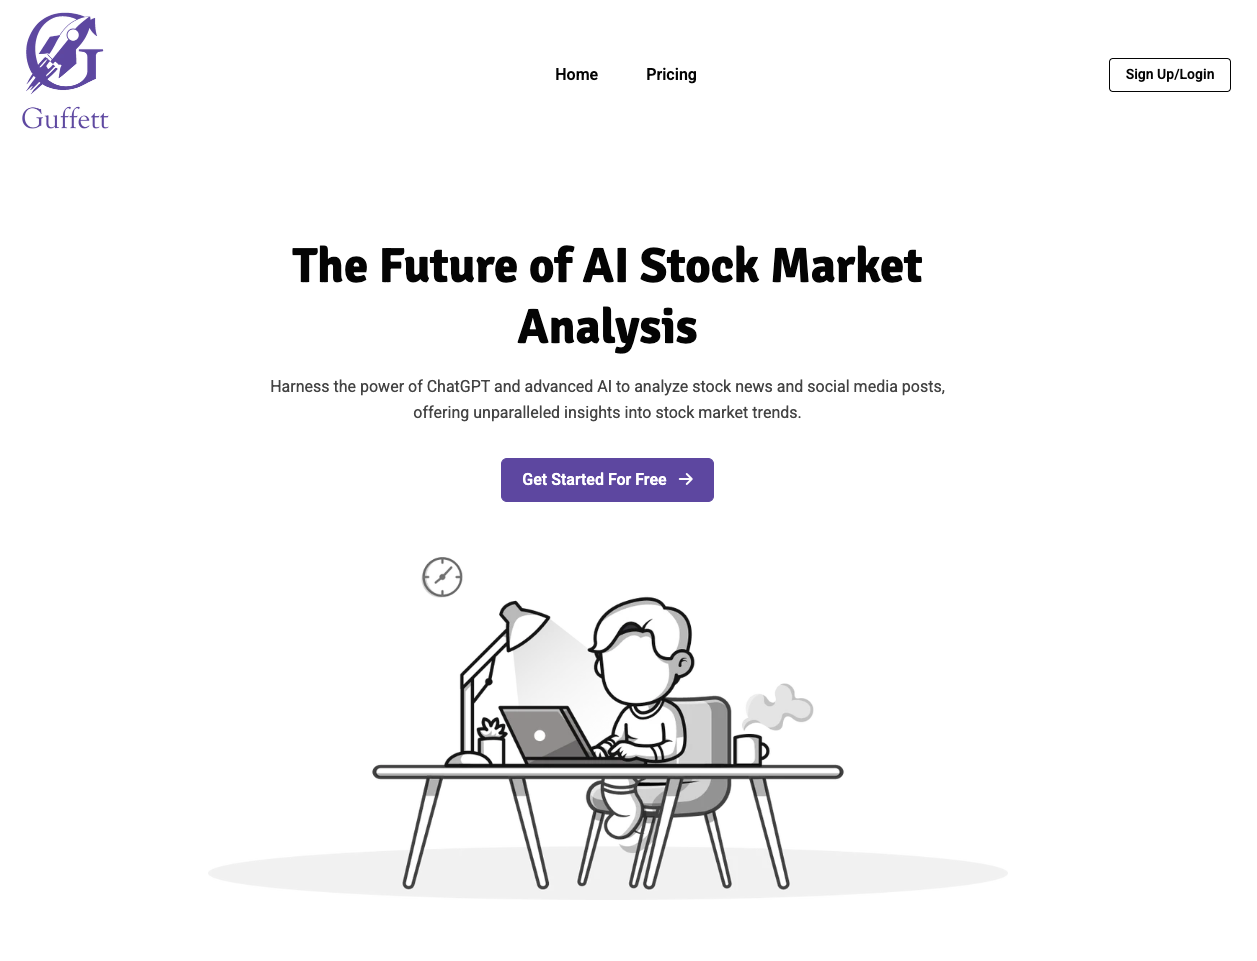 G
Guffett
Home
Pricing
Sign Up/Login
The Future of AI Stock Market
Analysis
Harness the power of ChatGPT and advanced AI to analyze stock news and social media posts,
offering unparalleled insights into stock market trends.
Get Started For Free